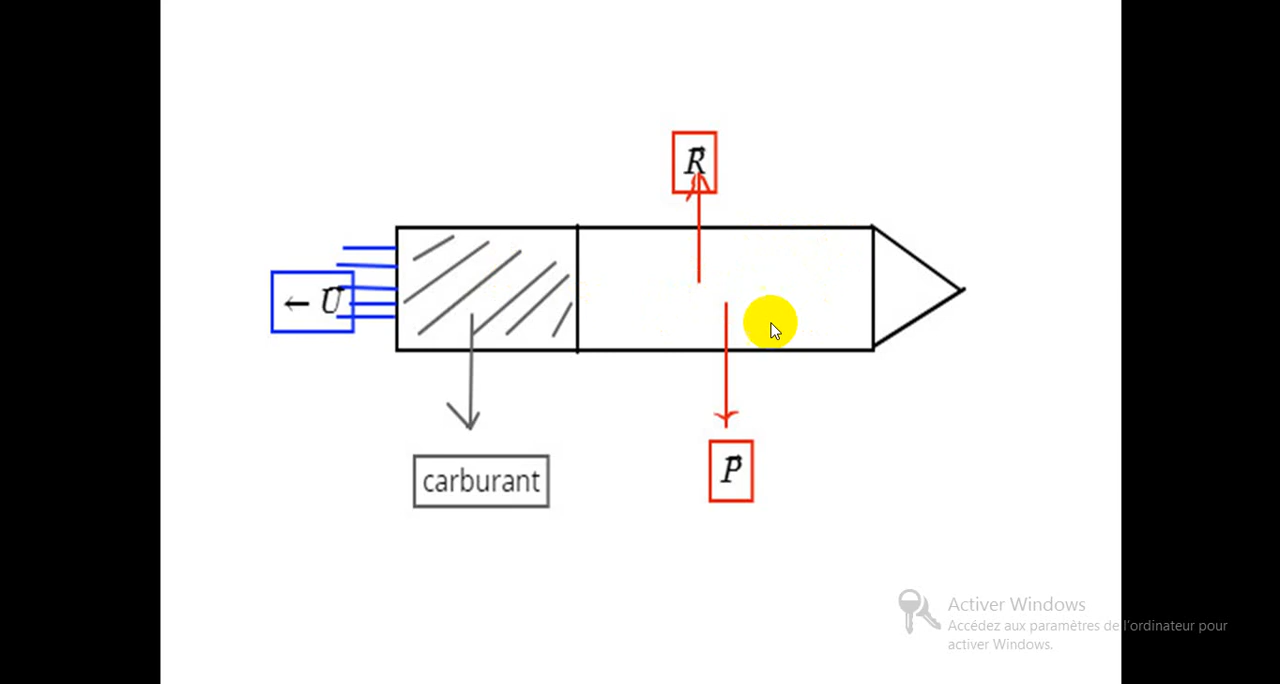 R⃗
← U⃗
carburant
P⃗
Activer Windows
Accédez aux paramètres de l'ordinateur pour
activer Windows.